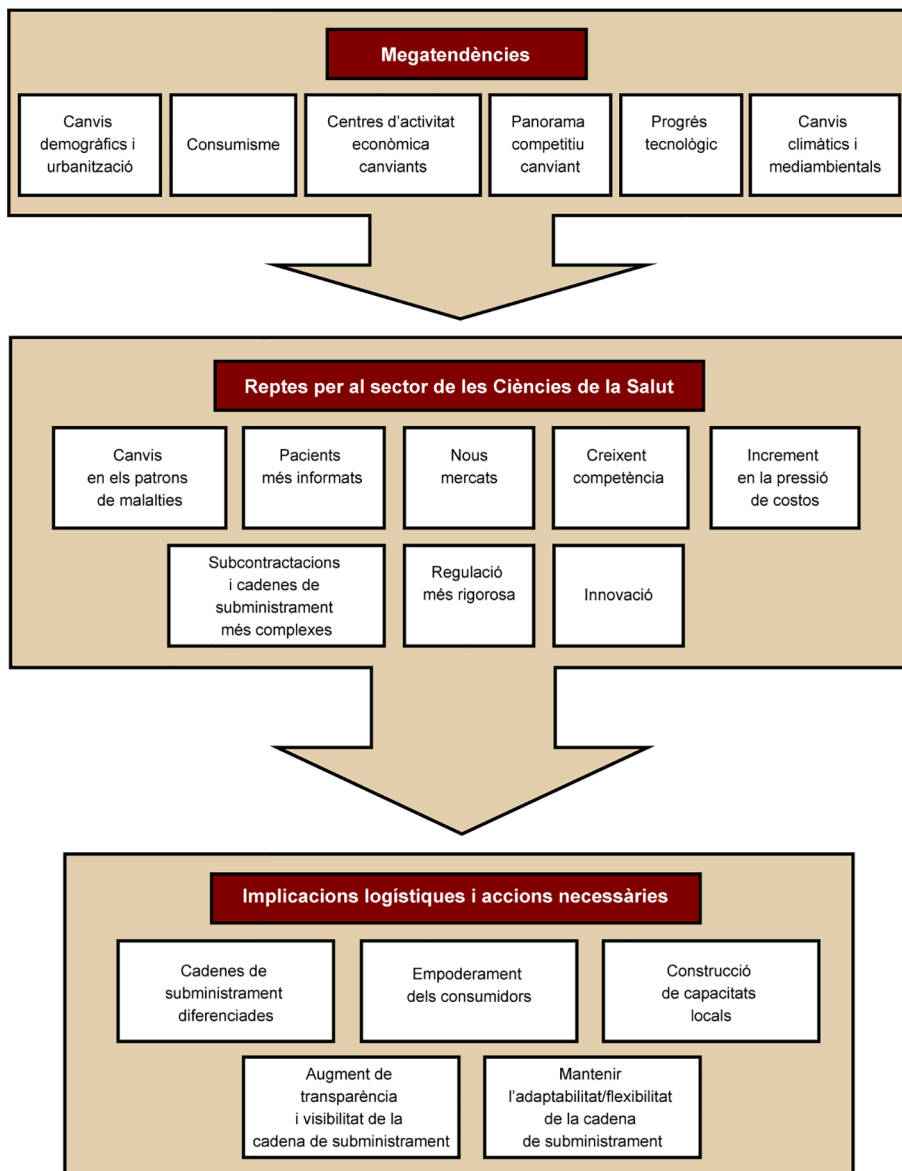 Megatendències
Canvis
demogràfics i
urbanització
Consumisme
Centres d’activitat
econòmica
canviants
Panorama
competitiu
canviant
Progrés
tecnològic
Canvis
climàtics i
mediambientals
Reptes per al sector de les Ciències de la Salut
Canvis
en els patrons
de malalties
Pacients
més informats
Nous
mercats
Creixent
competència
Increment
en la pressió
de costos
Subcontractacions
i cadenes de
subministrament
més complexes
Regulació
més rigorosa
Innovació
Implicacions logístiques i accions necessàries
Cadenes de
subministrament
diferenciades
Empoderament
dels consumidors
Construcció
de capacitats
locals
Augment de
transparència
i visibilitat de la
cadena de subministrament
Mantenir
l’adaptabilitat/flexibilitat
de la cadena
de subministrament